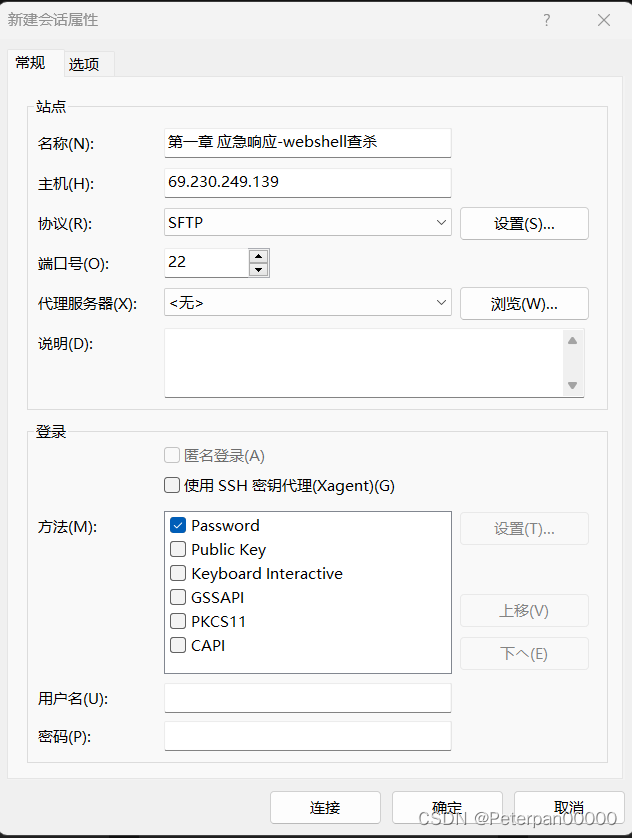 新建会话属性 ?
常规 选项
站点
名称(N): 第一章 应急响应-webshell查杀
主机(H): 69.230.249.139
协议(R): SFTP 设置(S)...
端口号(O): 22
代理服务器(X): <无> 浏览(W)...
说明(D):
登录
匿名登录(A)
使用 SSH 密钥代理(Xagent)(G)
方法(M): Password 设置(T)...
Public Key
Keyboard Interactive
GSSAPI
上移(V)
PKCS11
CAPI
下へ(E)
用户名(U):
密码(P):
连接 确定 取消
CSDN @Peterpan00000